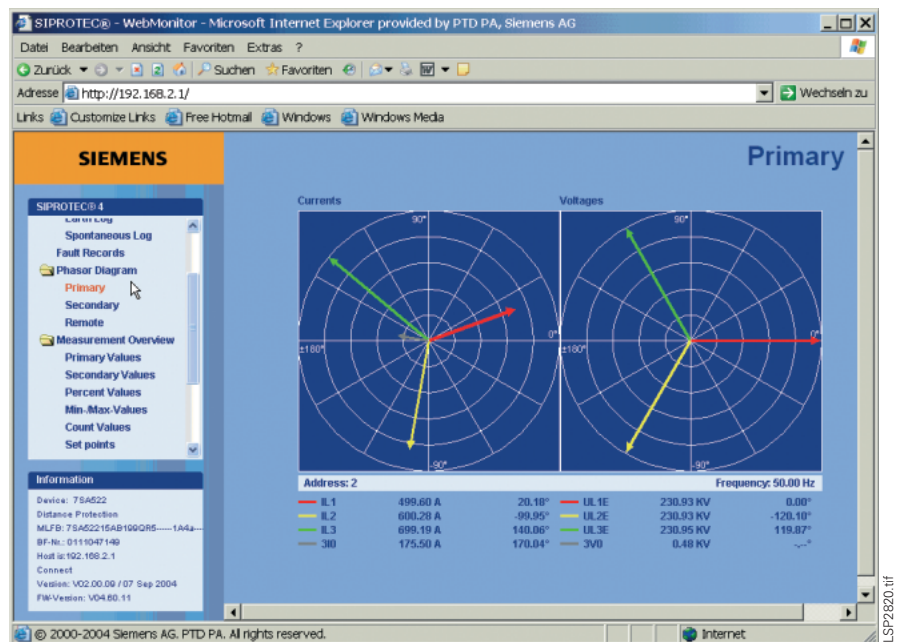 SIPROTEC® - WebMonitor - Microsoft Internet Explorer provided by PTD PA, Siemens AG
Datei Bearbeiten Ansicht Favoriten Extras ?
Zurück Suchen Favoriten
Adresse http://192.168.2.1/ Wechseln zu
Links Customize Links Free Hotmail Windows Windows Media
SIEMENS
Primary
SIPROTEC® 4
Spontaneous Log
Fault Records
Phasor Diagram
Primary
Secondary
Remote
Measurement Overview
Primary Values
Secondary Values
Percent Values
Min-/Max-Values
Count Values
Set points
Information
Device: 7SA522
Distance Protection
BF-Nr.: 0111047149
Host is:192.168.2.1
Connect
Version: V02.00.09 / 07 Sep 2004
FW-Version: V04.60.11
Currents
90°
0°
±180°
-90°
Voltages
90°
0°
±180°
-90°
Address: 2 Frequency: 50.00 Hz
IL1 499.60 A 20.18° UL1E 230.93 KV 0.00°
IL2 600.28 A -99.95° UL2E 230.93 KV -120.10°
IL3 699.19 A 140.06° UL3E 230.95 KV 119.87°
3I0 175.50 A 170.04° 3V0 0.48 KV -,--°
© 2000-2004 Siemens AG. PTD PA. All rights reserved. Internet
LSP2820.tif